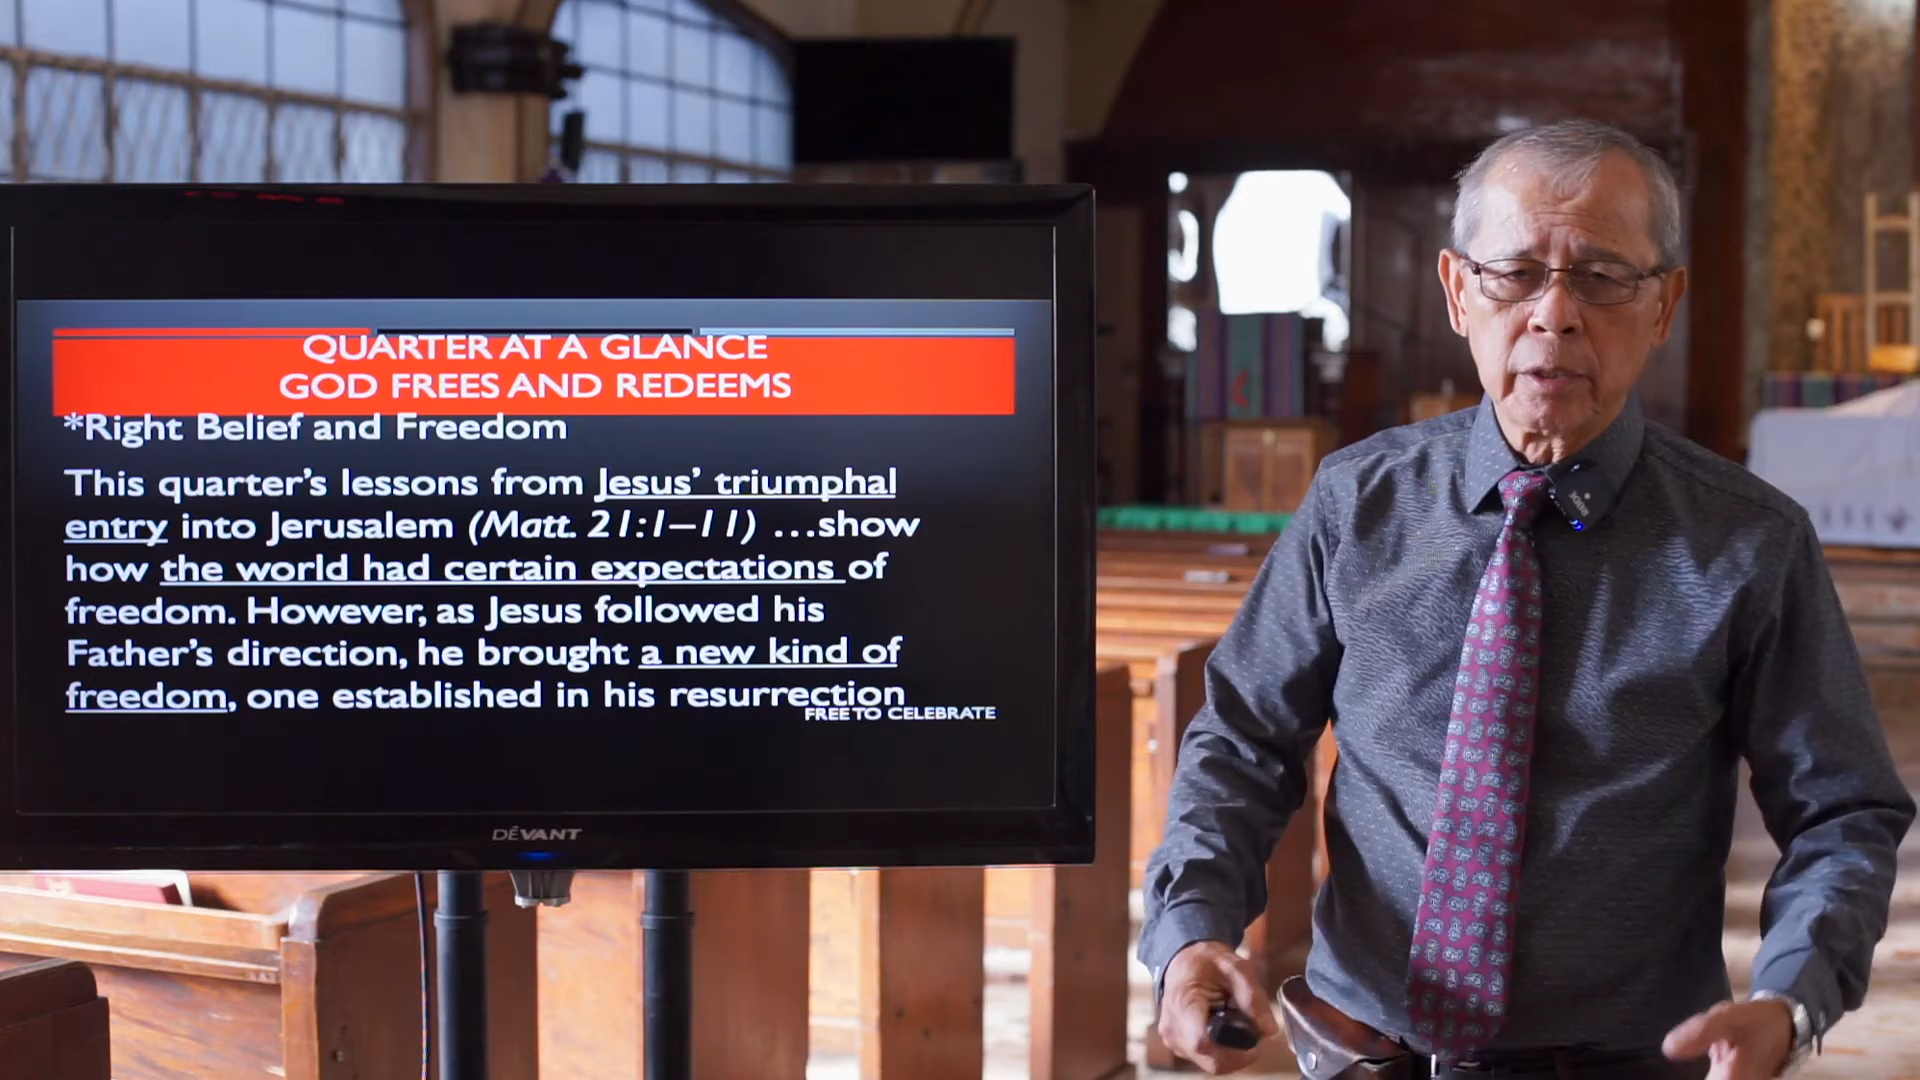 QUARTER AT A GLANCE
GOD FREES AND REDEEMS
*Right Belief and Freedom
This quarter's lessons from Jesus' triumphal
entry into Jerusalem (Matt. 21:1–11) ...show
how the world had certain expectations of
freedom. However, as Jesus followed his
Father's direction, he brought a new kind of
freedom, one established in his resurrection
FREE TO CELEBRATE
DEVANT